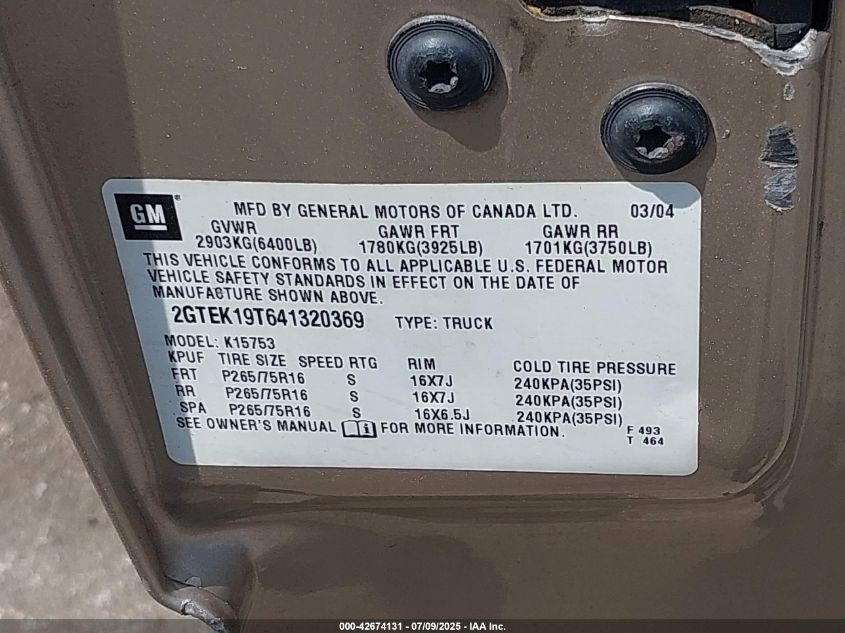 GM MFD BY GENERAL MOTORS OF CANADA LTD. 03/04
GVWR GAWR FRT GAWR RR
2903KG(6400LB) 1780KG(3925LB) 1701KG(3750LB)
THIS VEHICLE CONFORMS TO ALL APPLICABLE U.S. FEDERAL MOTOR
VEHICLE SAFETY STANDARDS IN EFFECT ON THE DATE OF
MANUFACTURE SHOWN ABOVE.
2GTEK19T641320369 TYPE: TRUCK
MODEL: K15753
KPUF TIRE SIZE SPEED RTG RIM COLD TIRE PRESSURE
FRT P265/75R16 S 16X7J 240KPA(35PSI)
RR P265/75R16 S 16X7J 240KPA(35PSI)
SPA P265/75R16 S 16X6.5J 240KPA(35PSI)
SEE OWNER'S MANUAL FOR MORE INFORMATION. F 493
T 464
000-42674131 / 07/09/2025 - IAA Inc.